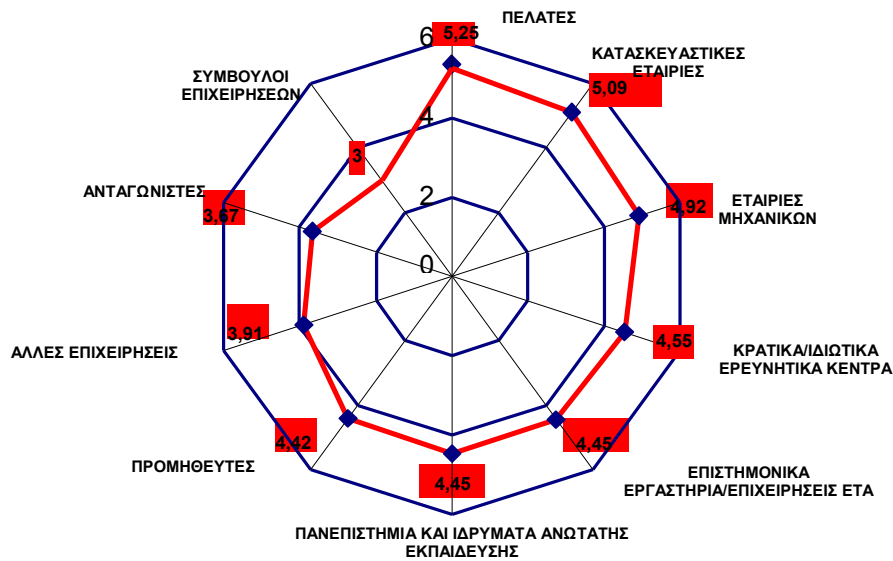 ΠΕΛΑΤΕΣ
5,25
6
ΚΑΤΑΣΚΕΥΑΣΤΙΚΕΣ
ΕΤΑΙΡΙΕΣ
5,09
ΣΥΜΒΟΥΛΟΙ
ΕΠΙΧΕΙΡΗΣΕΩΝ
4
3
ΑΝΤΑΓΩΝΙΣΤΕΣ
3,67
2
4,92
ΕΤΑΙΡΙΕΣ
ΜΗΧΑΝΙΚΩΝ
0
3,91
ΑΛΛΕΣ ΕΠΙΧΕΙΡΗΣΕΙΣ
4,55
ΚΡΑΤΙΚΑ/ΙΔΙΩΤΙΚΑ
ΕΡΕΥΝΗΤΙΚΑ ΚΕΝΤΡΑ
4,42
ΠΡΟΜΗΘΕΥΤΕΣ
4,45
4,45
ΕΠΙΣΤΗΜΟΝΙΚΑ
ΕΡΓΑΣΤΗΡΙΑ/ΕΠΙΧΕΙΡΗΣΕΙΣ ΕΤΑ
ΠΑΝΕΠΙΣΤΗΜΙΑ ΚΑΙ ΙΔΡΥΜΑΤΑ ΑΝΩΤΑΤΗΣ
ΕΚΠΑΙΔΕΥΣΗΣ